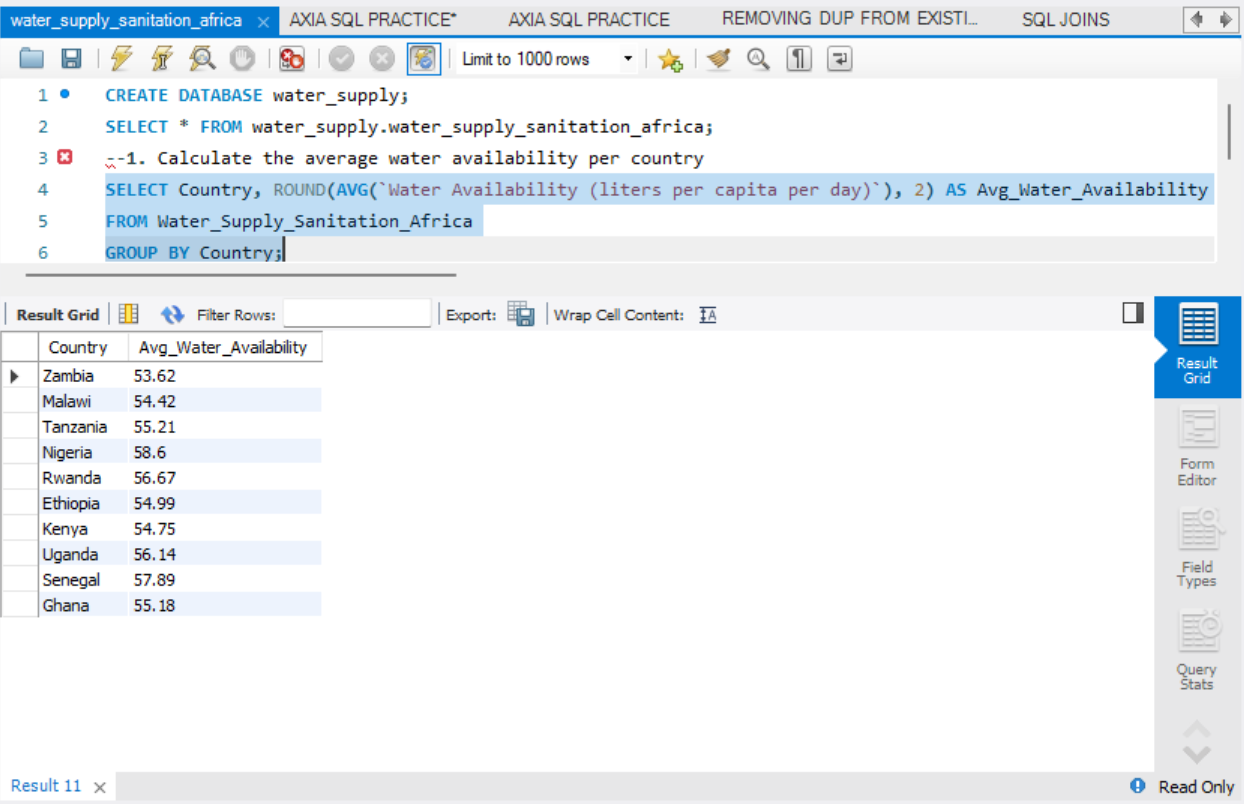 water_supply_sanitation_africa × AXIA SQL PRACTICE* AXIA SQL PRACTICE REMOVING DUP FROM EXISTI... SQL JOINS
Limit to 1000 rows
1 CREATE DATABASE water_supply;
2 SELECT * FROM water_supply.water_supply_sanitation_africa;
3 --1. Calculate the average water availability per country
4 SELECT Country, ROUND(AVG(`Water Availability (liters per capita per day)`), 2) AS Avg_Water_Availability
5 FROM Water_Supply_Sanitation_Africa
6 GROUP BY Country;
Result Grid Filter Rows: Export: Wrap Cell Content: IA
Country Avg_Water_Availability
Zambia 53.62
Malawi 54.42
Tanzania 55.21
Nigeria 58.6
Rwanda 56.67
Ethiopia 54.99
Kenya 54.75
Uganda 56.14
Senegal 57.89
Ghana 55.18
Result
Grid
Form
Editor
Field
Types
Query
Stats
Result 11 × Read Only